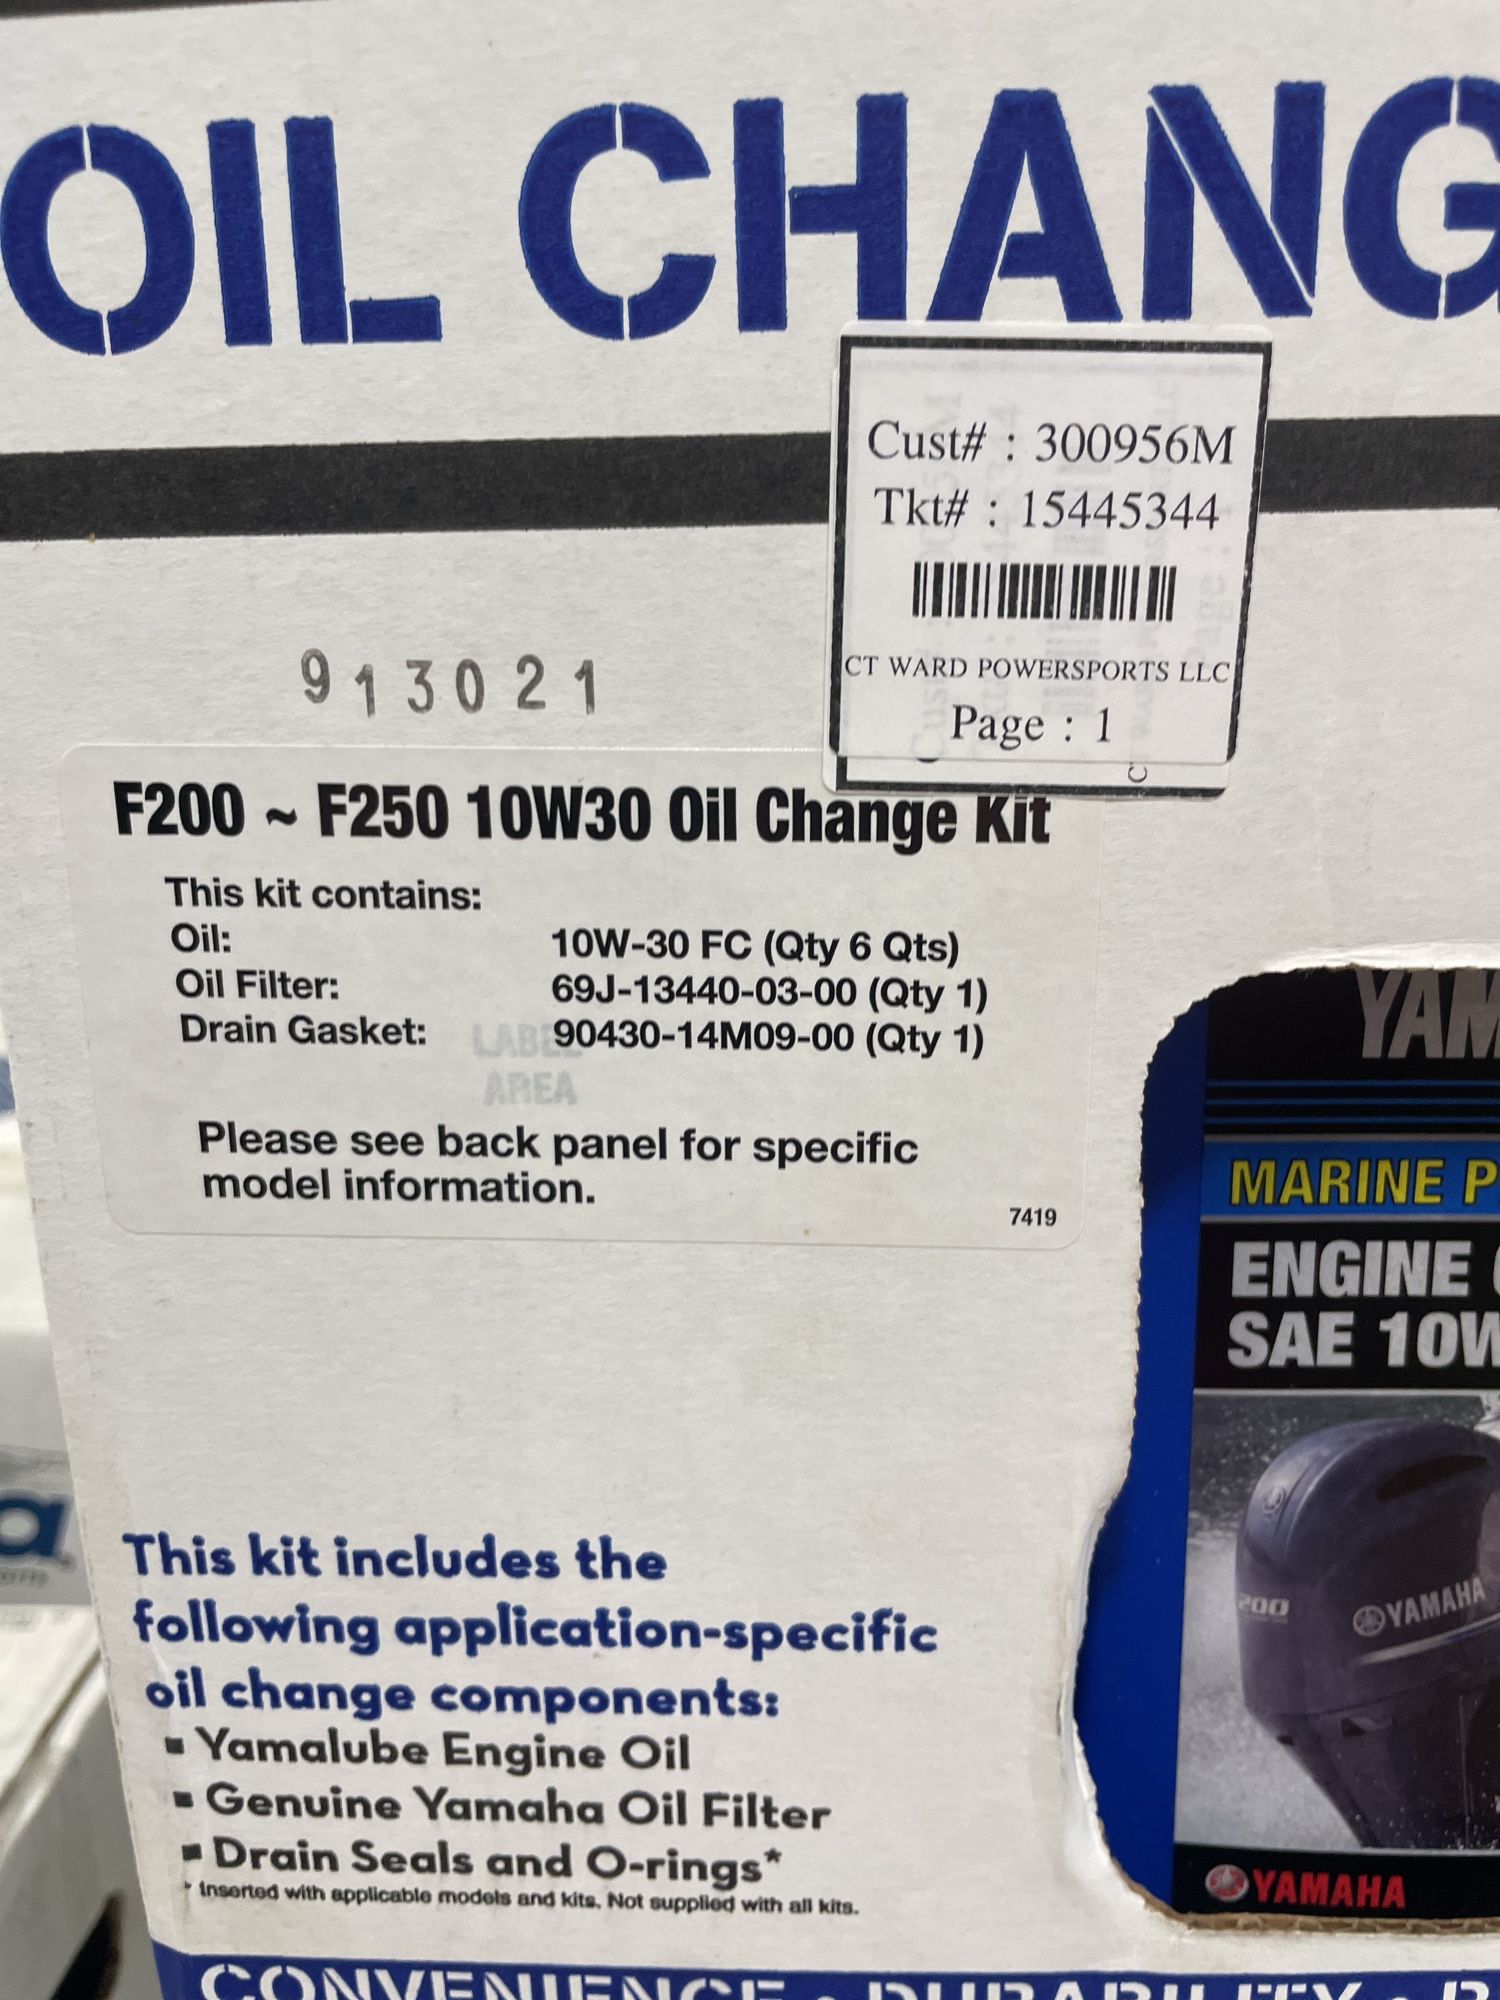 OIL CHANG
Cust# : 300956M
Tkt# : 15445344
CT WARD POWERSPORTS LLC
Page : 1
913021
F200 ~ F250 10W30 Oil Change Kit
This kit contains:
Oil: 10W-30 FC (Qty 6 Qts)
Oil Filter: 69J-13440-03-00 (Qty 1)
Drain Gasket: 90430-14M09-00 (Qty 1)
LABEL
AREA
Please see back panel for specific
model information.
7419
YAM
MARINE P
ENGINE
SAE 10W
200
YAMAHA
YAMAHA
This kit includes the
following application-specific
oil change components:
▪ Yamalube Engine Oil
▪ Genuine Yamaha Oil Filter
▪ Drain Seals and O-rings*
* Inserted with applicable models and kits. Not supplied with all kits.
CONVENIENCE • DURABILITY •